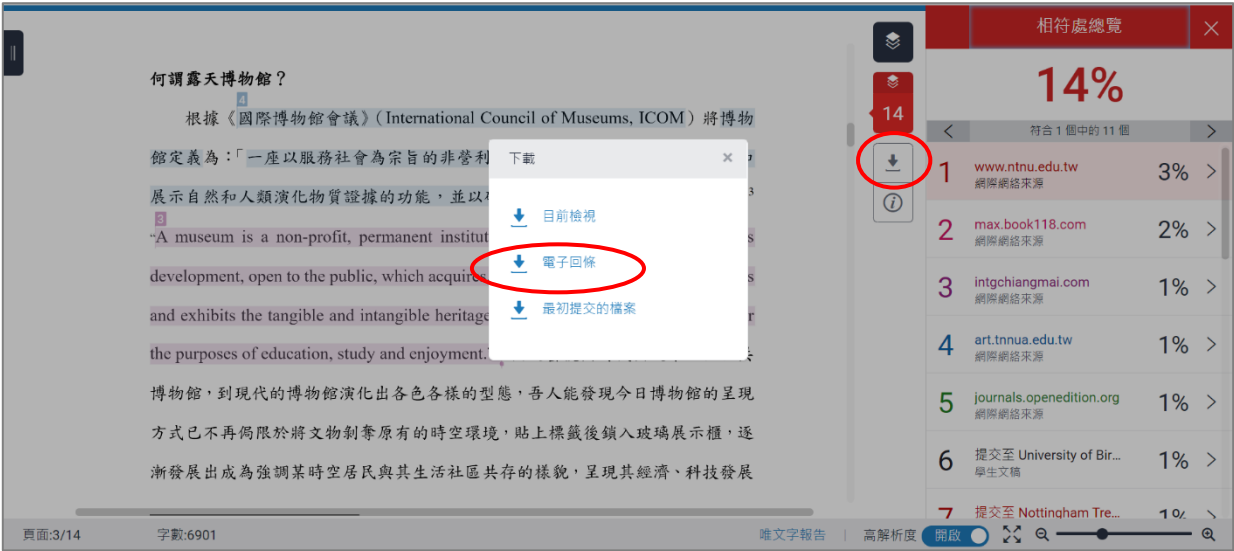 何謂露天博物館?
4
根據《國際博物館會議》(International Council of Museums, ICOM)將博物
館定義為:「一座以服務社會為宗旨的非營利
展示自然和人類演化物質證據的功能,並以 3
3
"A museum is a non-profit, permanent institut s
development, open to the public, which acquires s
and exhibits the tangible and intangible heritage r
the purposes of education, study and enjoyment.
博物館,到現代的博物館演化出各色各樣的型態,吾人能發現今日博物館的呈現
方式已不再侷限於將文物剝奪原有的時空環境,貼上標籤後鎖入玻璃展示櫃,逐
漸發展出成為強調某時空居民與其生活社區共存的樣貌,呈現其經濟、科技發展
下載 ×
目前檢視
電子回條
最初提交的檔案
14
i
相符處總覽 ×
14%
< 符合 1 個中的 11 個 >
1 www.ntnu.edu.tw 3% >
網際網絡來源
2 max.book118.com 2% >
網際網絡來源
3 intgchiangmai.com 1% >
網際網絡來源
4 art.tnnua.edu.tw 1% >
網際網絡來源
5 journals.openedition.org 1% >
網際網絡來源
6 提交至 University of Bir... 1% >
學生文稿
7 提交至 Nottingham Tre... 1% >
頁面:3/14 字數:6901 唯文字報告 | 高解析度 開啟